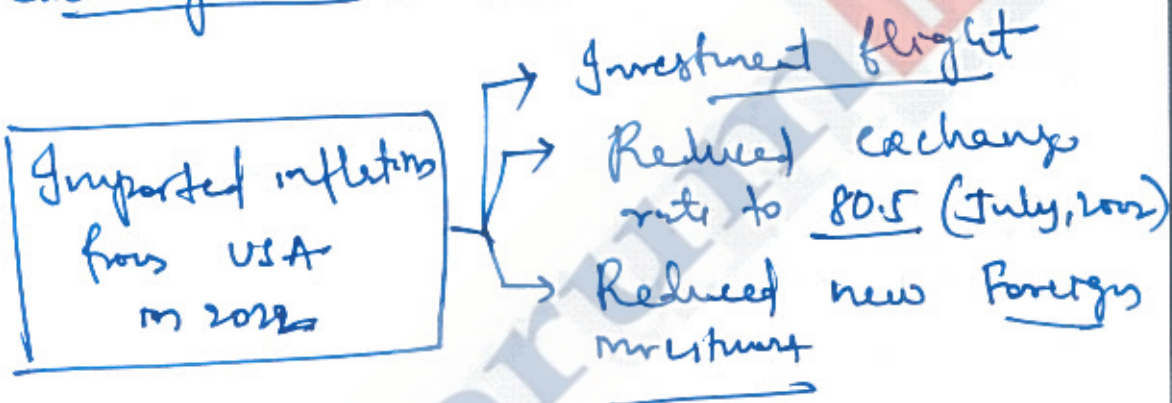 Imported inflation
from USA
in 2022
Investment flight
Reduced exchange
rate to 80.5 (July, 2002)
Reduced new Foreign
investment